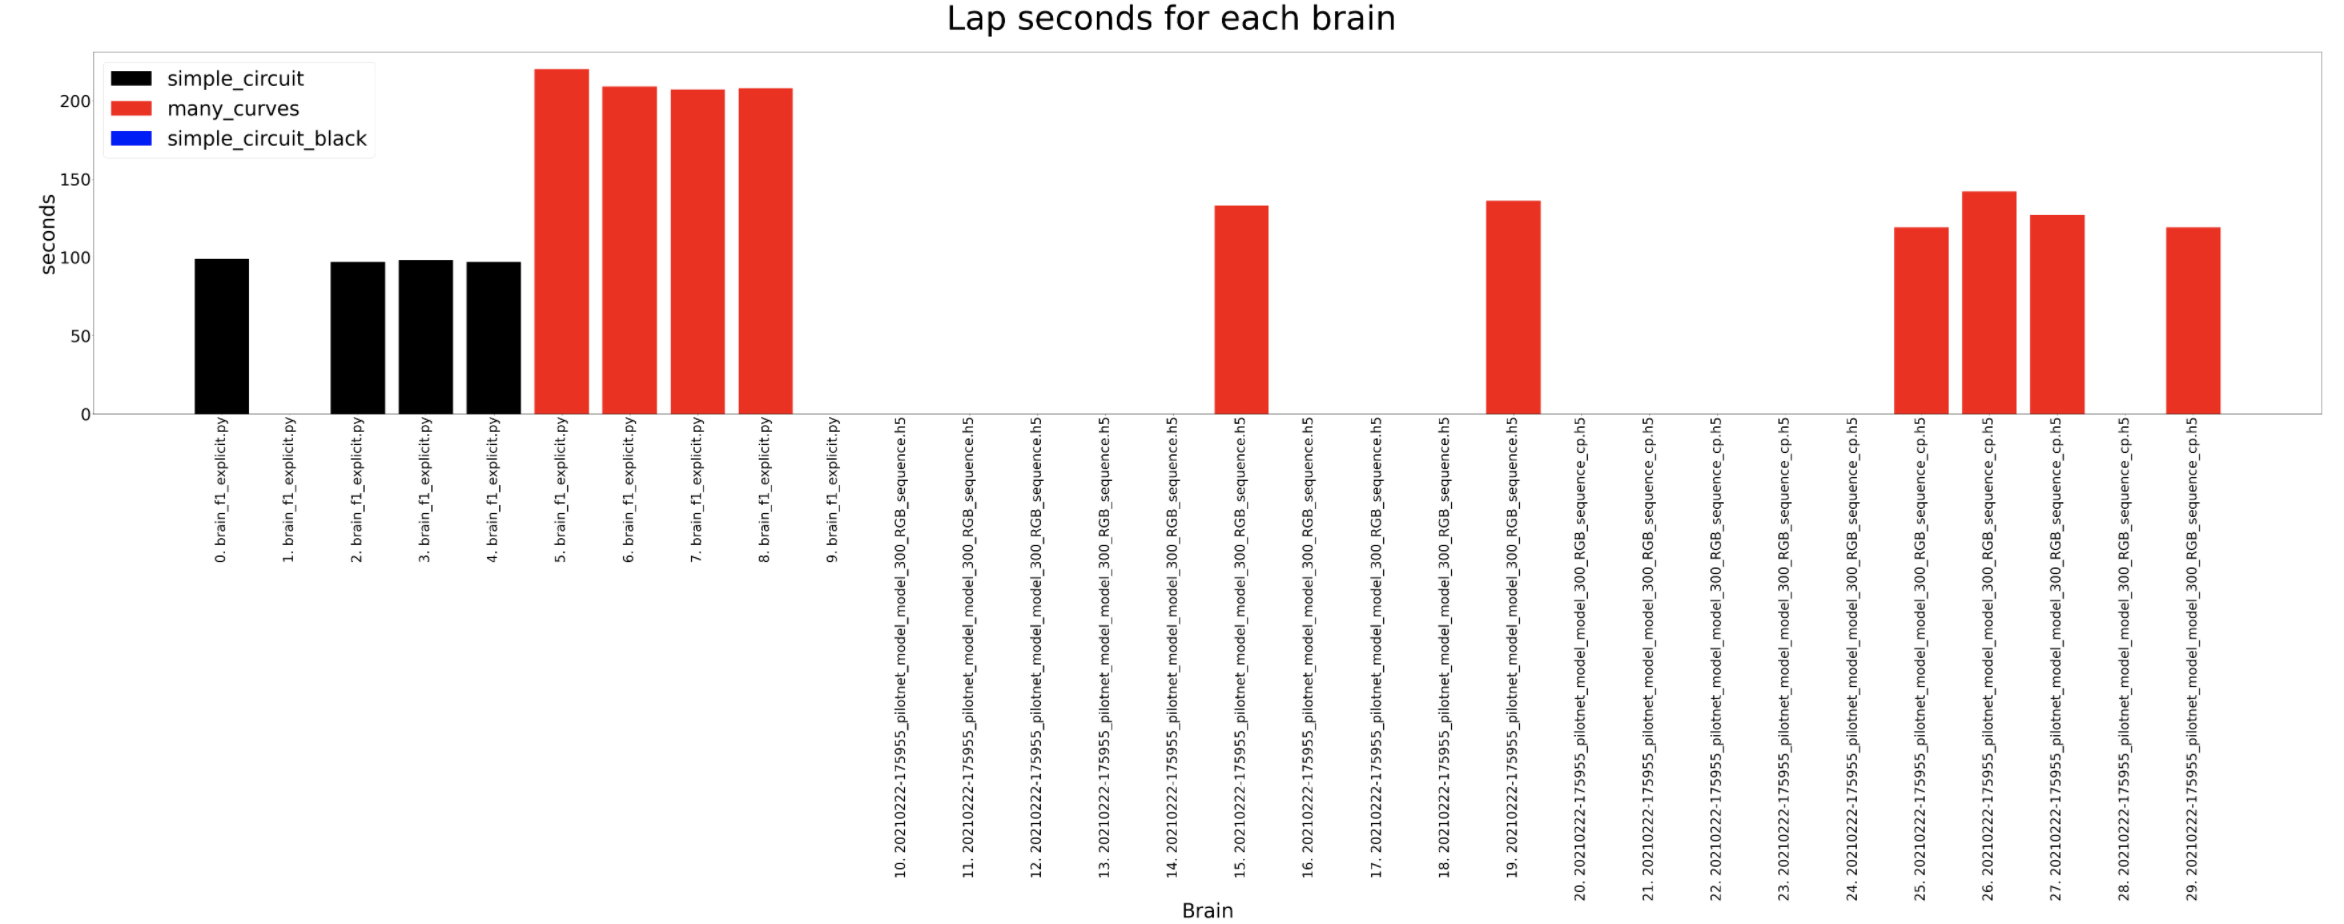 Lap seconds for each brain
simple_circuit
many_curves
simple_circuit_black
seconds
200
150
100
50
0
0. brain_f1_explicit.py
1. brain_f1_explicit.py
2. brain_f1_explicit.py
3. brain_f1_explicit.py
4. brain_f1_explicit.py
5. brain_f1_explicit.py
6. brain_f1_explicit.py
7. brain_f1_explicit.py
8. brain_f1_explicit.py
9. brain_f1_explicit.py
10. 20210222-175955_pilotnet_model_model_300_RGB_sequence.h5
11. 20210222-175955_pilotnet_model_model_300_RGB_sequence.h5
12. 20210222-175955_pilotnet_model_model_300_RGB_sequence.h5
13. 20210222-175955_pilotnet_model_model_300_RGB_sequence.h5
14. 20210222-175955_pilotnet_model_model_300_RGB_sequence.h5
15. 20210222-175955_pilotnet_model_model_300_RGB_sequence.h5
16. 20210222-175955_pilotnet_model_model_300_RGB_sequence.h5
17. 20210222-175955_pilotnet_model_model_300_RGB_sequence.h5
18. 20210222-175955_pilotnet_model_model_300_RGB_sequence.h5
19. 20210222-175955_pilotnet_model_model_300_RGB_sequence.h5
20. 20210222-175955_pilotnet_model_model_300_RGB_sequence_cp.h5
21. 20210222-175955_pilotnet_model_model_300_RGB_sequence_cp.h5
22. 20210222-175955_pilotnet_model_model_300_RGB_sequence_cp.h5
23. 20210222-175955_pilotnet_model_model_300_RGB_sequence_cp.h5
24. 20210222-175955_pilotnet_model_model_300_RGB_sequence_cp.h5
25. 20210222-175955_pilotnet_model_model_300_RGB_sequence_cp.h5
26. 20210222-175955_pilotnet_model_model_300_RGB_sequence_cp.h5
27. 20210222-175955_pilotnet_model_model_300_RGB_sequence_cp.h5
28. 20210222-175955_pilotnet_model_model_300_RGB_sequence_cp.h5
29. 20210222-175955_pilotnet_model_model_300_RGB_sequence_cp.h5
Brain